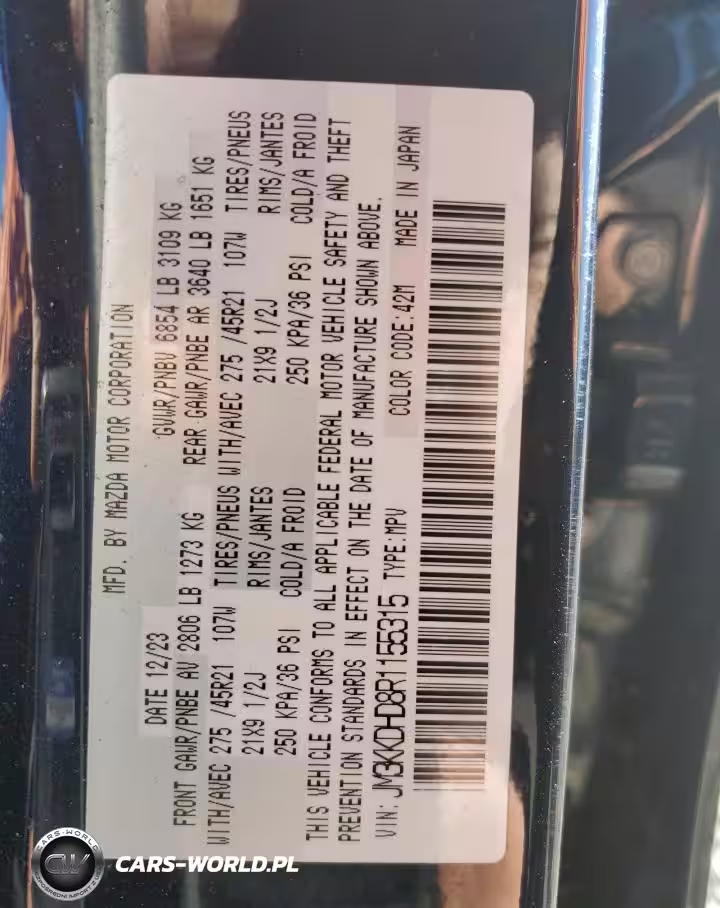 MFD. BY MAZDA MOTOR CORPORATION
DATE 12/23 GVWR/PNBV 6854 LB 3109 KG
FRONT GAWR/PNBE AV 2806 LB 1273 KG REAR GAWR/PNBE AR 3640 LB 1651 KG
WITH/AVEC 275 /45R21 107W TIRES/PNEUS WITH/AVEC 275 /45R21 107W TIRES/PNEUS
21X9 1/2J RIMS/JANTES 21X9 1/2J RIMS/JANTES
250 KPA/36 PSI COLD/A FROID 250 KPA/36 PSI COLD/A FROID
THIS VEHICLE CONFORMS TO ALL APPLICABLE FEDERAL MOTOR VEHICLE SAFETY AND THEFT
PREVENTION STANDARDS IN EFFECT ON THE DATE OF MANUFACTURE SHOWN ABOVE.
VIN: JM3KKDHD8R1155315 TYPE:MPV COLOR CODE:42M MADE IN JAPAN
CARS-WORLD
CW
CARS-WORLD.PL